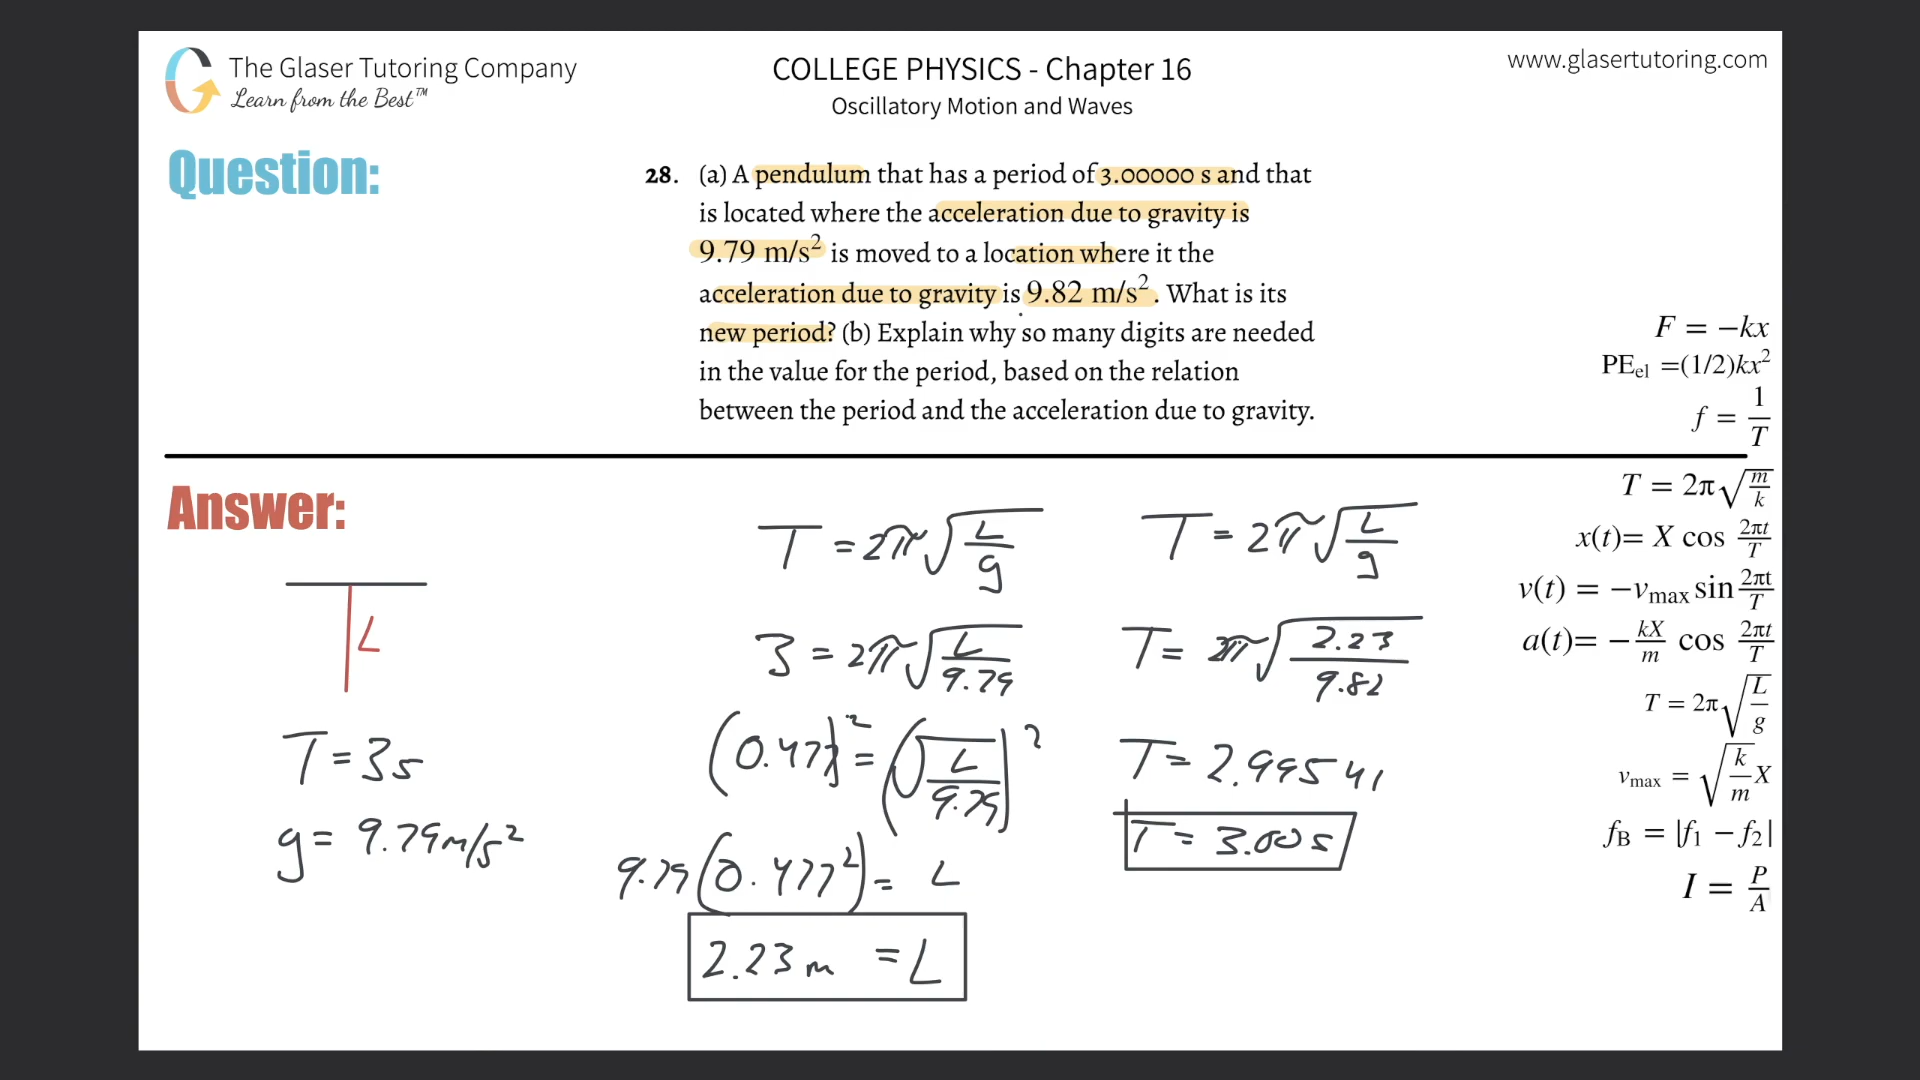 The Glaser Tutoring Company
Learn from the Best™
COLLEGE PHYSICS - Chapter 16
Oscillatory Motion and Waves
www.glasertutoring.com
Question:
28. (a) A pendulum that has a period of 3.00000 s and that
is located where the acceleration due to gravity is
9.79 m/s² is moved to a location where it the
acceleration due to gravity is 9.82 m/s². What is its
new period? (b) Explain why so many digits are needed
in the value for the period, based on the relation
between the period and the acceleration due to gravity.
F = −kx
PEel =(1/2)kx²
f = 1/T
T = 2π√(m/k)
x(t)= X cos 2πt/T
v(t) = −vmax sin 2πt/T
a(t)= − kX/m cos 2πt/T
T = 2π√(L/g)
vmax = √(k/m) X
fB = |f1 − f2|
I = P/A
Answer:
L
T = 3s
g = 9.79 m/s²
T = 2π√(L/g)
3 = 2π√(L/9.79)
(0.477)² = (√(L/9.79))²
9.79(0.477²) = L
2.23 m = L
T = 2π√(L/g)
T = 2π√(2.23/9.82)
T = 2.99541
T = 3.00s